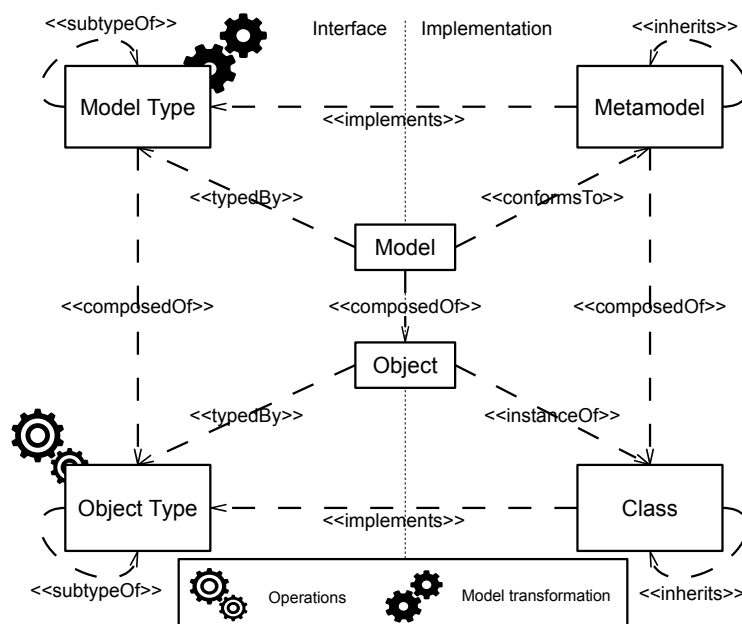 <<subtypeOf>>
Interface
Implementation
<<inherits>>
Model Type
Metamodel
<<implements>>
<<typedBy>>
<<conformsTo>>
Model
<<composedOf>>
<<composedOf>>
<<composedOf>>
Object
<<typedBy>>
<<instanceOf>>
Object Type
Class
<<implements>>
<<subtypeOf>>
<<inherits>>
Operations
Model transformation